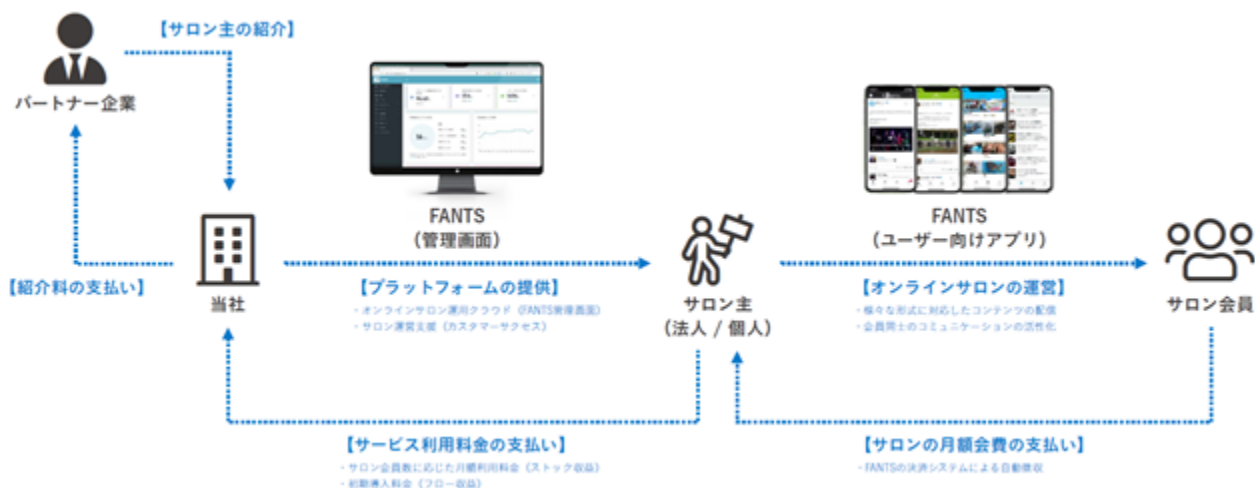 【サロン主の紹介】
パートナー企業
【紹介料の支払い】
当社
FANTS
（管理画面）
【プラットフォームの提供】
・オンラインサロン運用クラウド（FANTS管理画面）
・サロン運営支援（カスタマーサクセス）
サロン主
（法人 / 個人）
FANTS
（ユーザー向けアプリ）
【オンラインサロンの運営】
・様々な形式に対応したコンテンツの配信
・会員同士のコミュニケーションの活性化
サロン会員
【サービス利用料金の支払い】
・サロン会員数に応じた月額利用料金（ストック収益）
・初期導入料金（フロー収益）
【サロンの月額会費の支払い】
・FANTSの決済システムによる自動徴収